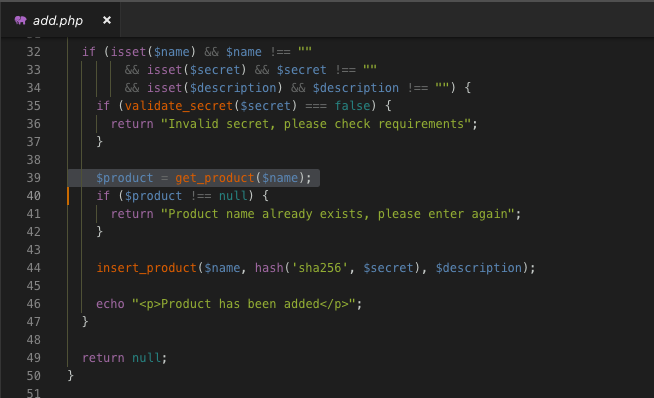 add.php ×
32 if (isset($name) && $name !== ""
33 && isset($secret) && $secret !== ""
34 && isset($description) && $description !== "") {
35 if (validate_secret($secret) === false) {
36 return "Invalid secret, please check requirements";
37 }
38
39 $product = get_product($name);
40 if ($product !== null) {
41 return "Product name already exists, please enter again";
42 }
43
44 insert_product($name, hash('sha256', $secret), $description);
45
46 echo "<p>Product has been added</p>";
47 }
48
49 return null;
50 }
51